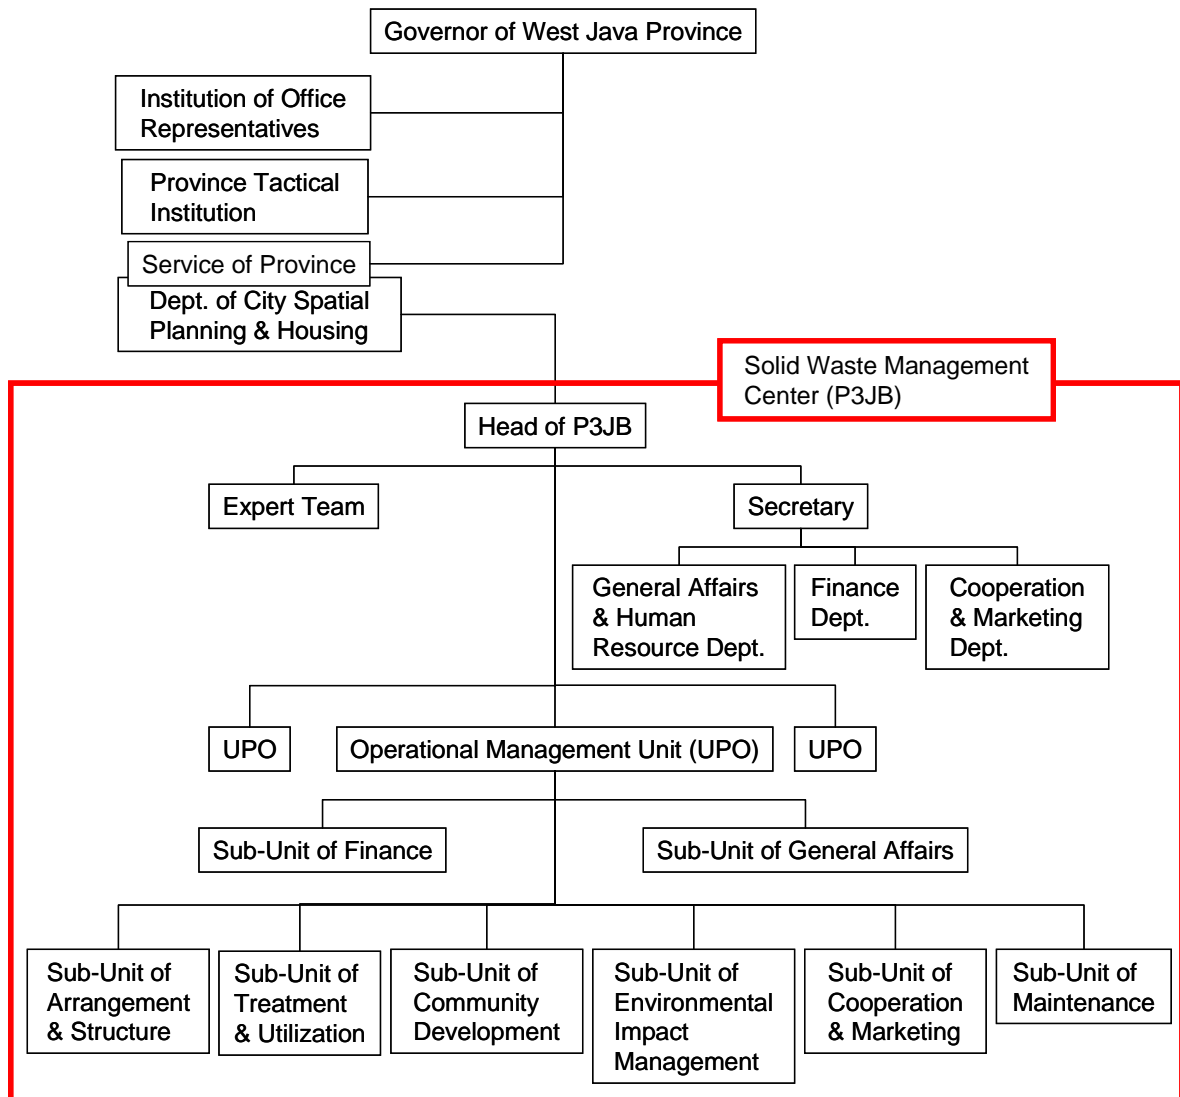 Governor of West Java Province
Institution of Office
Representatives
Province Tactical
Institution
Service of Province
Dept. of City Spatial
Planning & Housing
Solid Waste Management
Center (P3JB)
Head of P3JB
Expert Team
Secretary
General Affairs
& Human
Resource Dept.
Finance
Dept.
Cooperation
& Marketing
Dept.
UPO
Operational Management Unit (UPO)
UPO
Sub-Unit of Finance
Sub-Unit of General Affairs
Sub-Unit of
Arrangement
& Structure
Sub-Unit of
Treatment
& Utilization
Sub-Unit of
Community
Development
Sub-Unit of
Environmental
Impact
Management
Sub-Unit of
Cooperation
& Marketing
Sub-Unit of
Maintenance